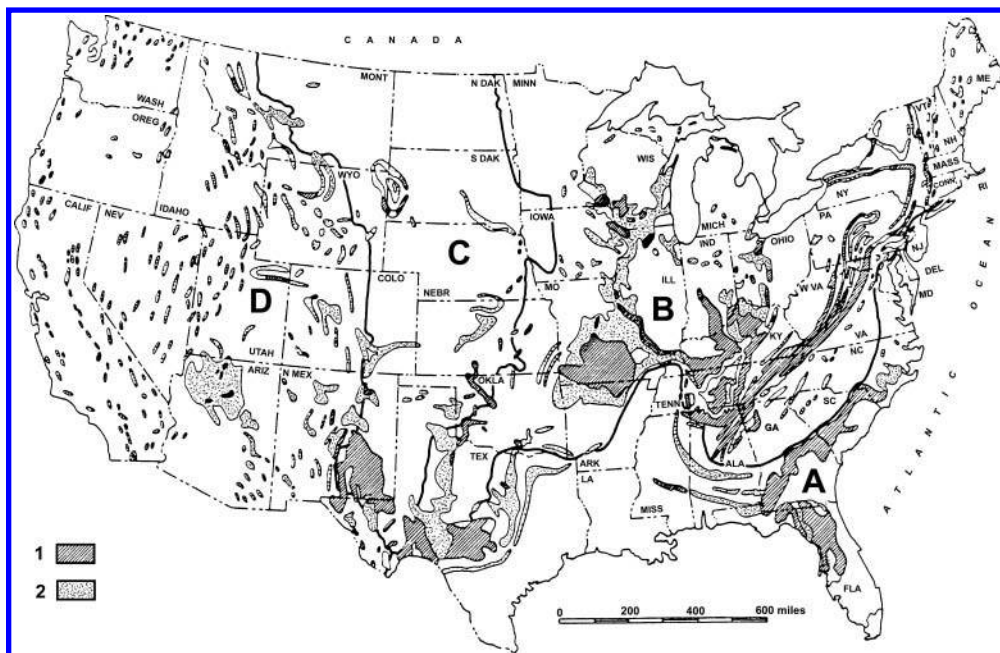 C A N A D A
MONT
N DAK
MINN
ME
WASH
OREG
VT
NH
S DAK
WIS
MASS
WYO
NY
CONN
RI
CALIF
NEV
IDAHO
IOWA
MICH
PA
C
IND
OHIO
NJ
COLO
ILL
D
NEBR
MO
W VA
DEL
B
MD
KY
VA
UTAH
NC
ARIZ
N MEX
OKLA
TENN
SC
GA
TEX
ARK
ALA
LA
A
MISS
A T L A N T I C
O C E A N
1
2
FLA
0 200 400 600 miles